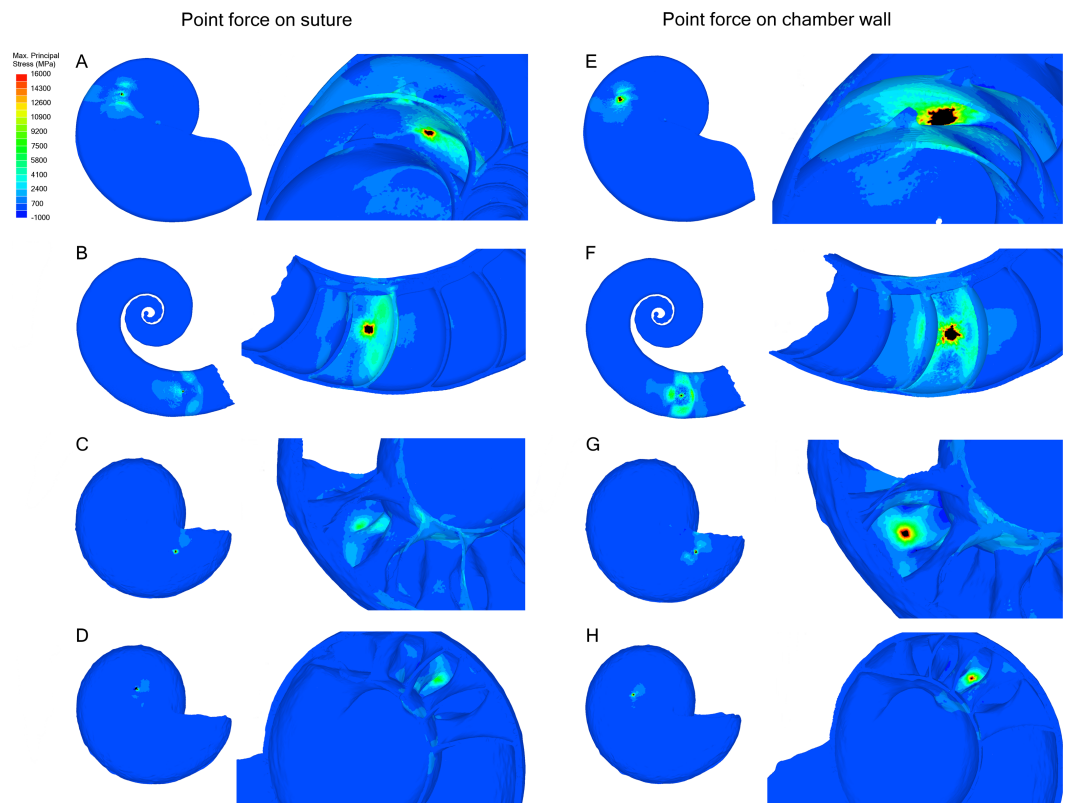 Point force on suture
Point force on chamber wall
Max. Principal
Stress (MPa)
16000
14300
12600
10900
9200
7500
5800
4100
2400
700
-1000
A
E
B
F
C
G
D
H